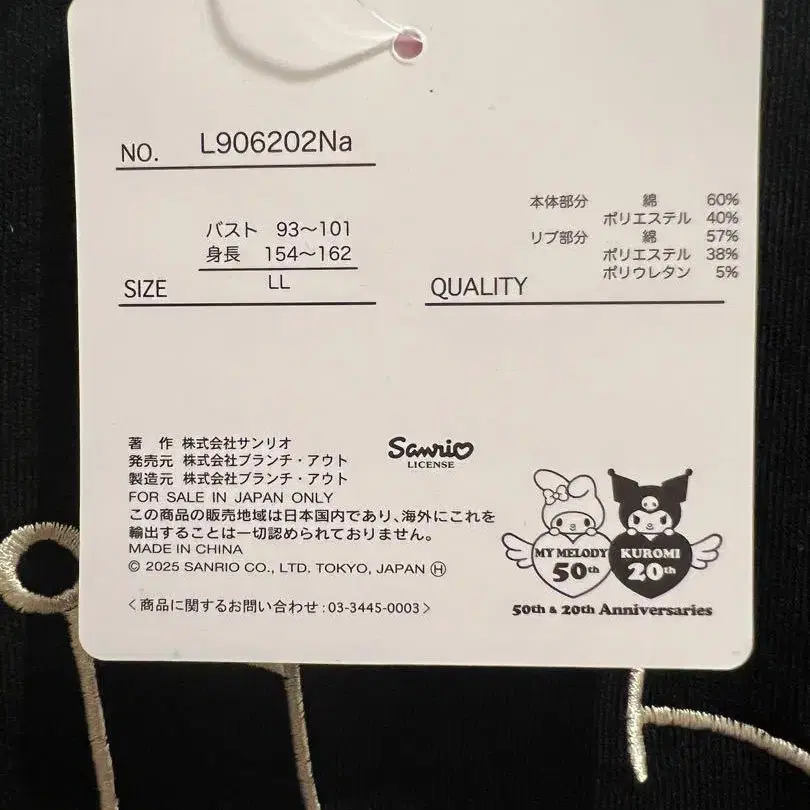 NO. L906202Na
バスト 93〜101
身長 154〜162
SIZE LL
本体部分 綿 60%
ポリエステル 40%
リブ部分 綿 57%
ポリエステル 38%
ポリウレタン 5%
QUALITY
著 作 株式会社サンリオ
発売元 株式会社ブランチ・アウト
製造元 株式会社ブランチ・アウト
FOR SALE IN JAPAN ONLY
この商品の販売地域は日本国内であり、海外にこれを
輸出することは一切認められておりません。
MADE IN CHINA
© 2025 SANRIO CO., LTD. TOKYO, JAPAN Ⓗ
〈商品に関するお問い合わせ:03-3445-0003〉
Sanrio
LICENSE
MY MELODY
50th
KUROMI
20th
50th & 20th Anniversaries